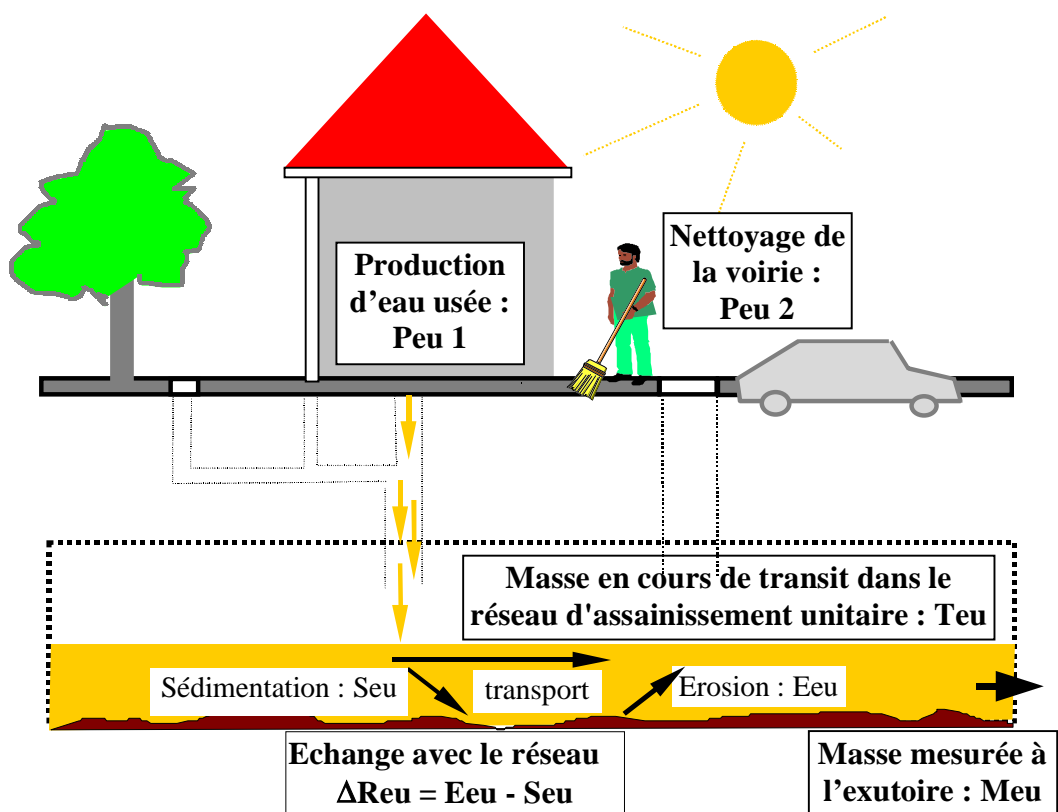 Production
d'eau usée :
Peu 1
Nettoyage de
la voirie :
Peu 2
Masse en cours de transit dans le
réseau d'assainissement unitaire : Teu
Sédimentation : Seu
transport
Erosion : Eeu
Echange avec le réseau
ΔReu = Eeu - Seu
Masse mesurée à
l'exutoire : Meu